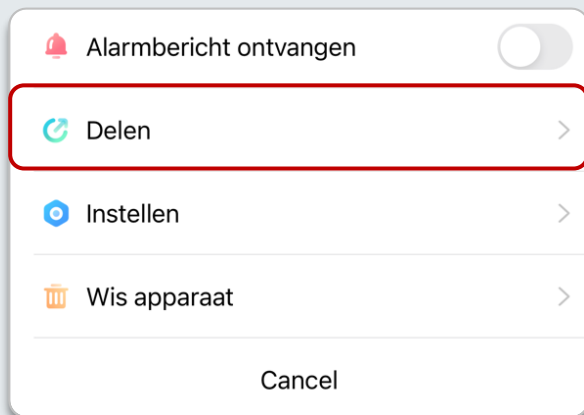 Alarmbericht ontvangen
Delen
Instellen
Wis apparaat
Cancel